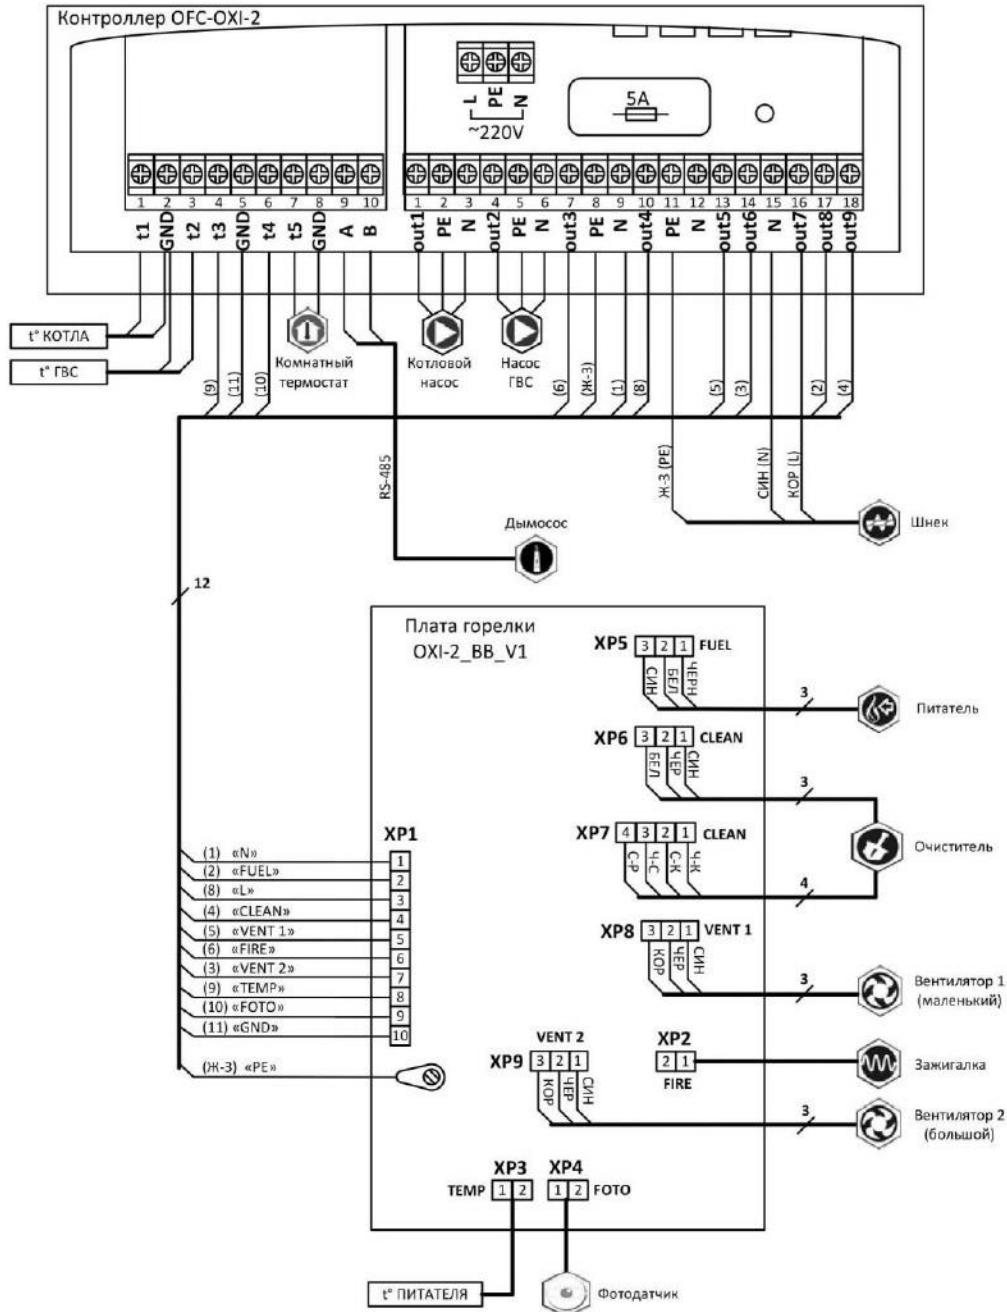 Контроллер OFC-OXI-2
L PE N
~220V
5A
1 2 3 4 5 6 7 8 9 10
t1 GND t2 t3 GND t4 t5 GND A B
1 2 3 4 5 6 7 8 9 10 11 12 13 14 15 16 17 18
out1 PE N out2 PE N out3 PE N out4 PE N out5 out6 N out7 out8 out9
t° КОТЛА
t° ГВС
Комнатный
термостат
Котловой
насос
Насос
ГВС
(9) (11) (10) (6) (Ж-З) (1) (8) (5) (3) (2) (4)
RS-485
Ж-З (PE)
СИН (N)
КОР (L)
Шнек
Дымосос
12
Плата горелки
OXI-2_BB_V1
XP5 3 2 1 FUEL
СИН БЕЛ ЧЕРН
3
Питатель
XP6 3 2 1 CLEAN
БЕЛ ЧЕР СИН
3
Очиститель
XP7 4 3 2 1 CLEAN
С-Р Ч-С С-К Ч-К
4
XP1
(1) «N» 1
(2) «FUEL» 2
(8) «L» 3
(4) «CLEAN» 4
(5) «VENT 1» 5
(6) «FIRE» 6
(3) «VENT 2» 7
(9) «TEMP» 8
(10) «FOTO» 9
(11) «GND» 10
(Ж-З) «PE»
XP8 3 2 1 VENT 1
КОР ЧЕР СИН
3
Вентилятор 1
(маленький)
VENT 2
XP9 3 2 1
КОР ЧЕР СИН
XP2
2 1
FIRE
Зажигалка
3
Вентилятор 2
(большой)
XP3
TEMP 1 2
XP4
1 2 FOTO
t° ПИТАТЕЛЯ
Фотодатчик